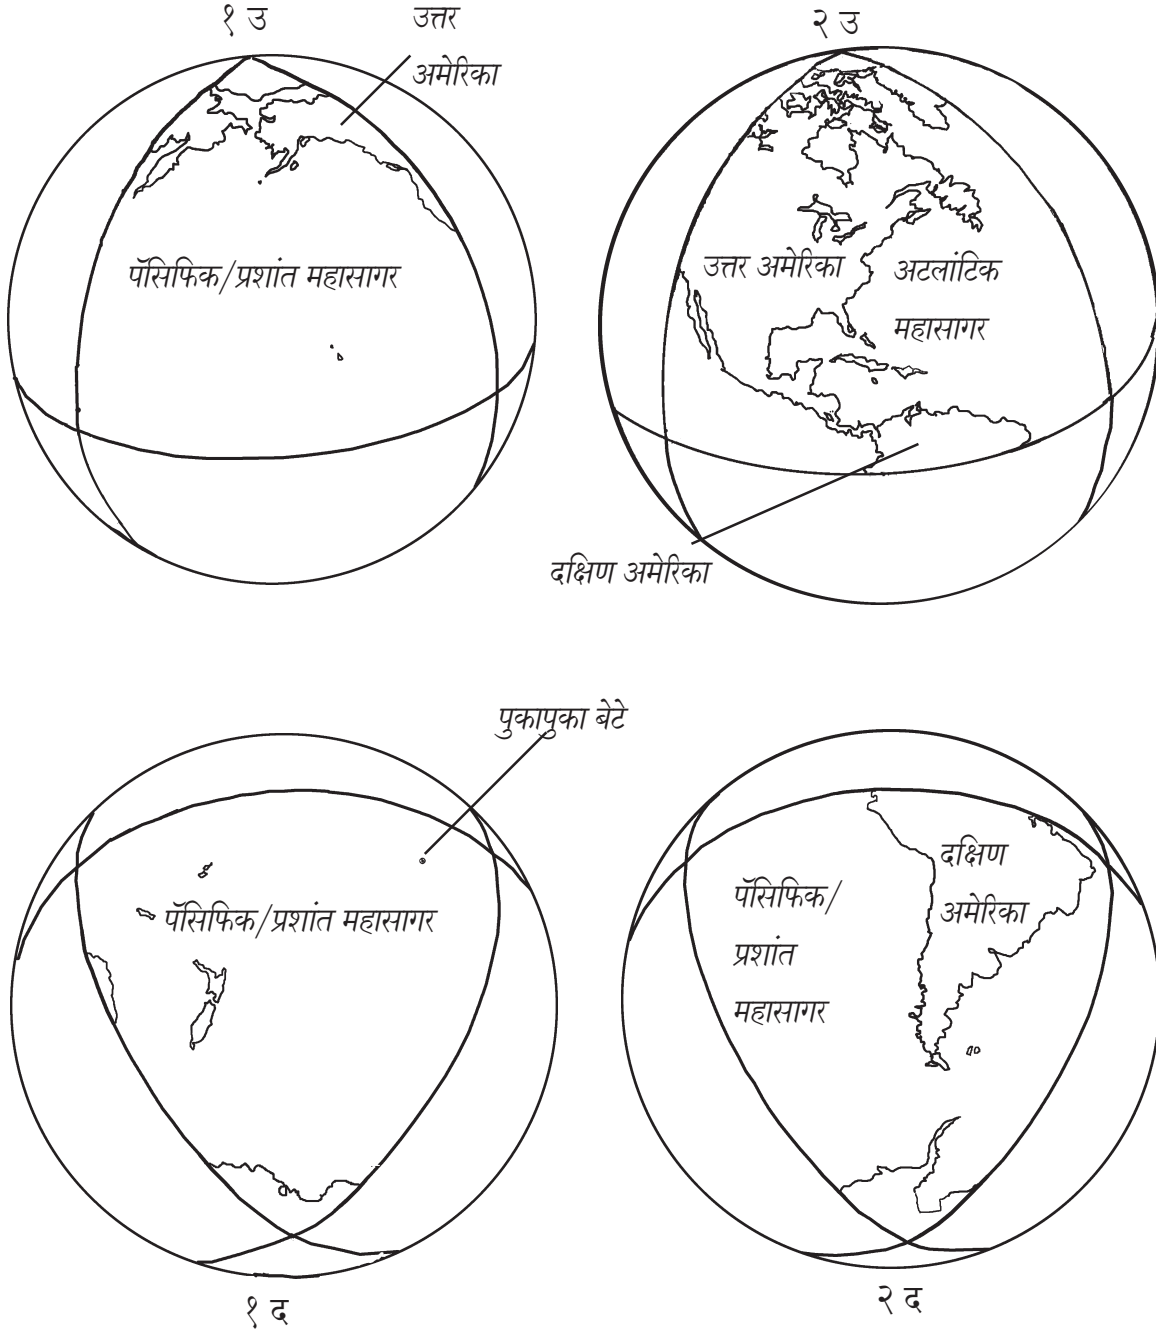 १ उ
उत्तर
अमेरिका
पॅसिफिक/प्रशांत महासागर
२ उ
उत्तर अमेरिका
अटलांटिक
महासागर
दक्षिण अमेरिका
पुकापुका बेटे
पॅसिफिक/प्रशांत महासागर
१ द
पॅसिफिक/
प्रशांत
महासागर
दक्षिण
अमेरिका
२ द